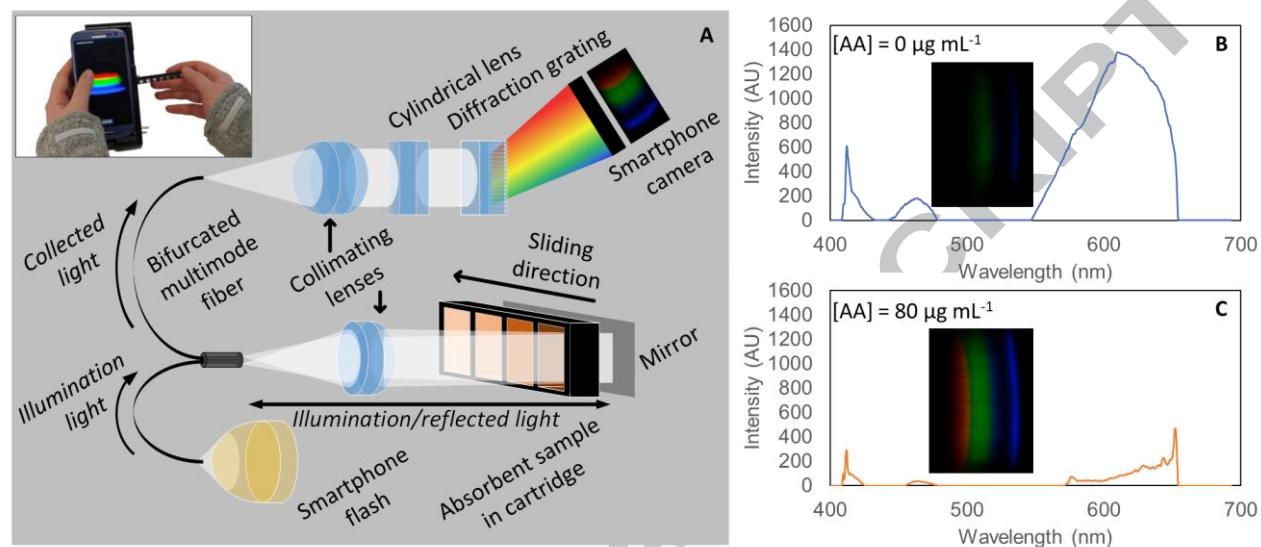 A
Cylindrical lens
Diffraction grating
Smartphone
camera
Collected
light
Bifurcated
multimode
fiber
Collimating
lenses
Sliding
direction
Mirror
Illumination
light
Illumination/reflected light
Smartphone
flash
Absorbent sample
in cartridge
B
[AA] = 0 µg mL⁻¹
Intensity (AU)
1600
1400
1200
1000
800
600
400
200
0
400 500 600 700
Wavelength (nm)
C
[AA] = 80 µg mL⁻¹
Intensity (AU)
1600
1400
1200
1000
800
600
400
200
0
400 500 600 700
Wavelength (nm)
CRIPT